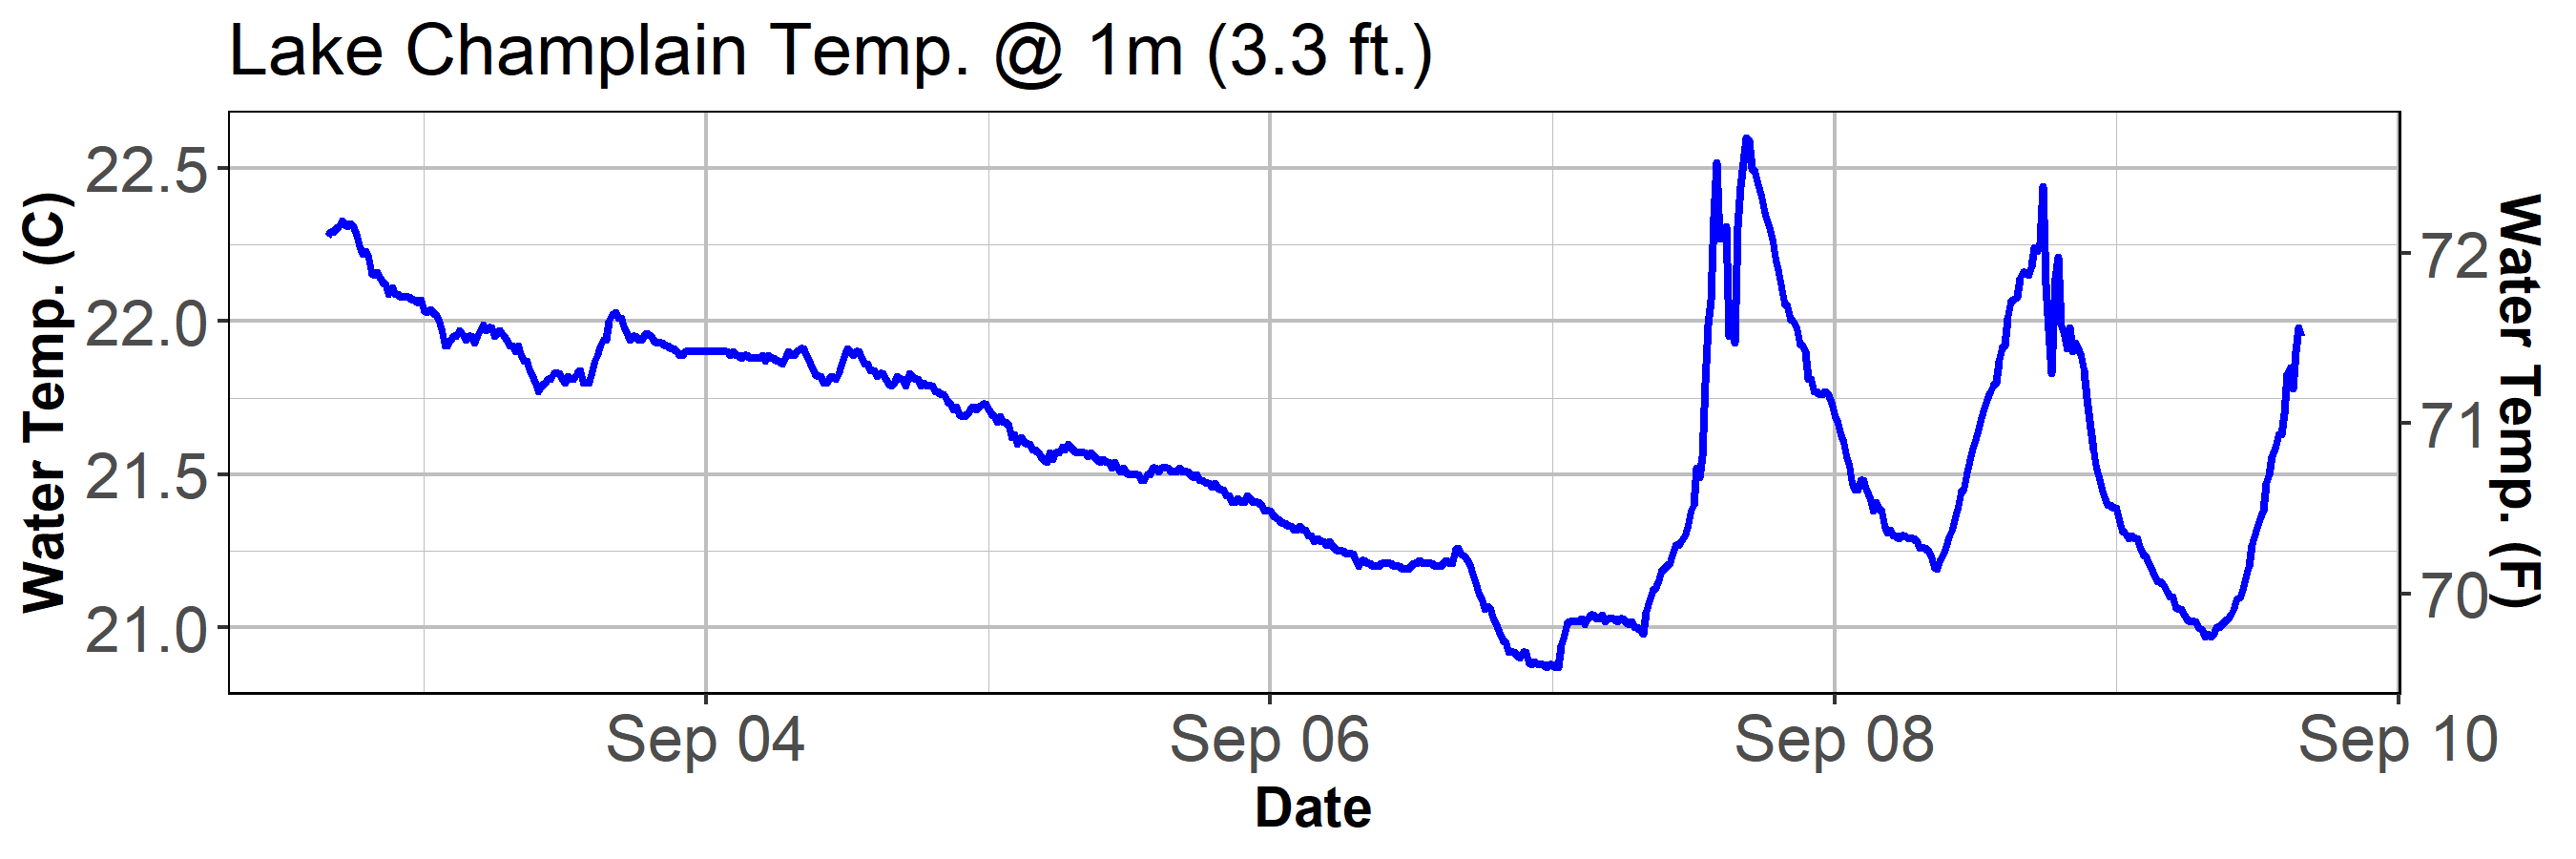 Lake Champlain Temp. @ 1m (3.3 ft.)
Water Temp. (C)
22.5
22.0
21.5
21.0
72
71
70
Water Temp. (F)
Sep 04
Sep 06
Sep 08
Sep 10
Date